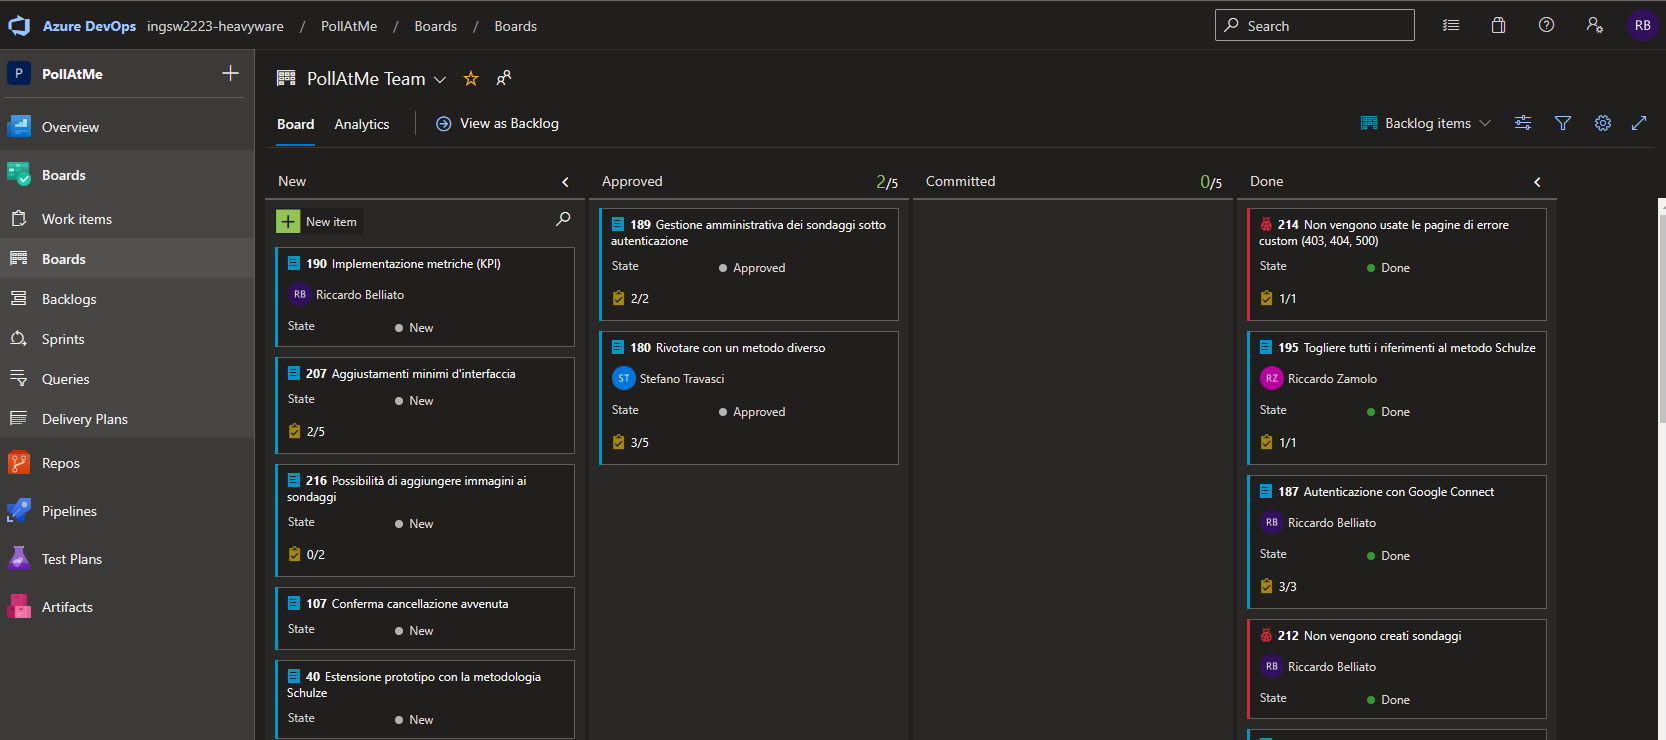 Azure DevOps ingsw2223-heavyware / PollAtMe / Boards / Boards
Search
RB
P PollAtMe
Overview
Boards
Work items
Boards
Backlogs
Sprints
Queries
Delivery Plans
Repos
Pipelines
Test Plans
Artifacts
PollAtMe Team
Board Analytics View as Backlog
Backlog items
New
New item
190 Implementazione metriche (KPI)
RB Riccardo Belliato
State New
207 Aggiustamenti minimi d'interfaccia
State New
2/5
216 Possibilità di aggiungere immagini ai
sondaggi
State New
0/2
107 Conferma cancellazione avvenuta
State New
40 Estensione prototipo con la metodologia
Schulze
State New
Approved 2/5
189 Gestione amministrativa dei sondaggi sotto
autenticazione
State Approved
2/2
180 Rivotare con un metodo diverso
ST Stefano Travasci
State Approved
3/5
Committed 0/5
Done
214 Non vengono usate le pagine di errore
custom (403, 404, 500)
State Done
1/1
195 Togliere tutti i riferimenti al metodo Schulze
RZ Riccardo Zamolo
State Done
1/1
187 Autenticazione con Google Connect
RB Riccardo Belliato
State Done
3/3
212 Non vengono creati sondaggi
RB Riccardo Belliato
State Done